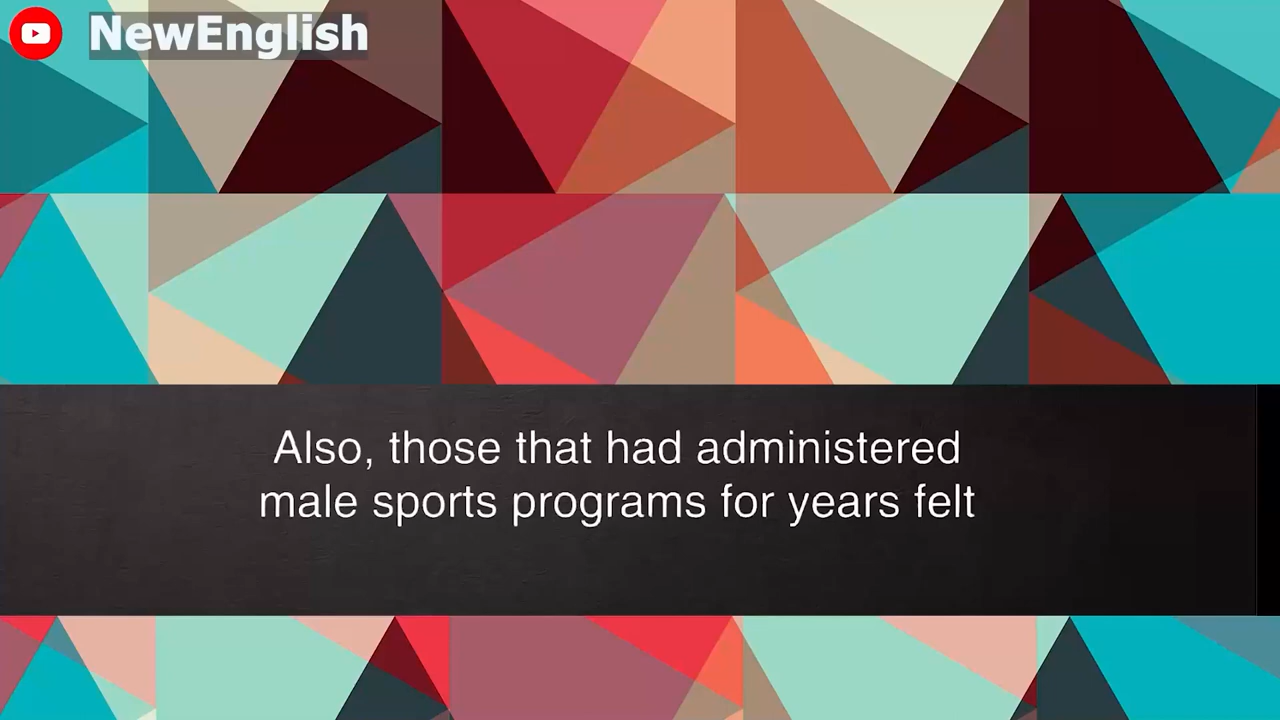 NewEnglish
Also, those that had administered
male sports programs for years felt